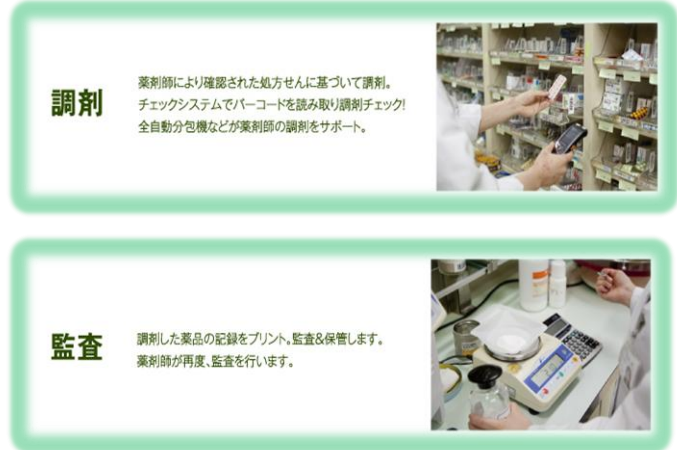 調剤
薬剤師により確認された処方せんに基づいて調剤。
チェックシステムでバーコードを読み取り調剤チェック!
全自動分包機などが薬剤師の調剤をサポート。
監査
調剤した薬品の記録をプリント。監査&保管します。
薬剤師が再度、監査を行います。